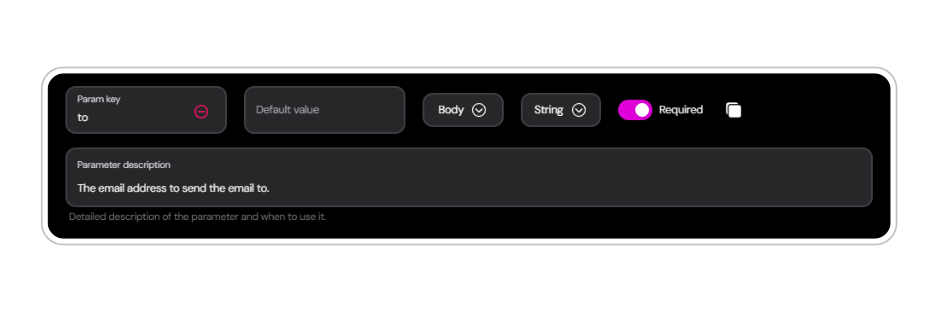 Param key
to
Default value
Body
String
Required
Parameter description
The email address to send the email to.
Detailed description of the parameter and when to use it.